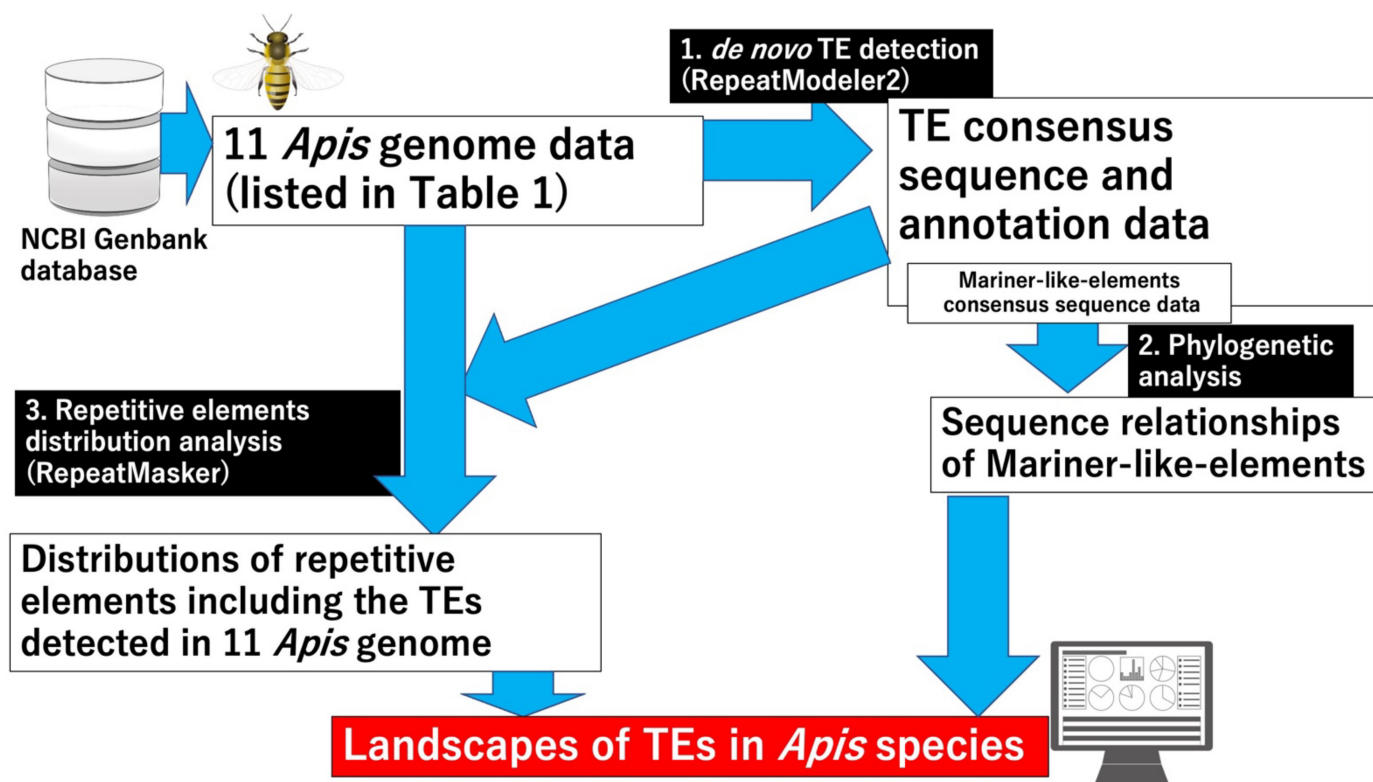 1. de novo TE detection
(RepeatModeler2)
11 Apis genome data
(listed in Table 1)
NCBI Genbank
database
TE consensus
sequence and
annotation data
Mariner-like-elements
consensus sequence data
2. Phylogenetic
analysis
3. Repetitive elements
distribution analysis
(RepeatMasker)
Sequence relationships
of Mariner-like-elements
Distributions of repetitive
elements including the TEs
detected in 11 Apis genome
Landscapes of TEs in Apis species